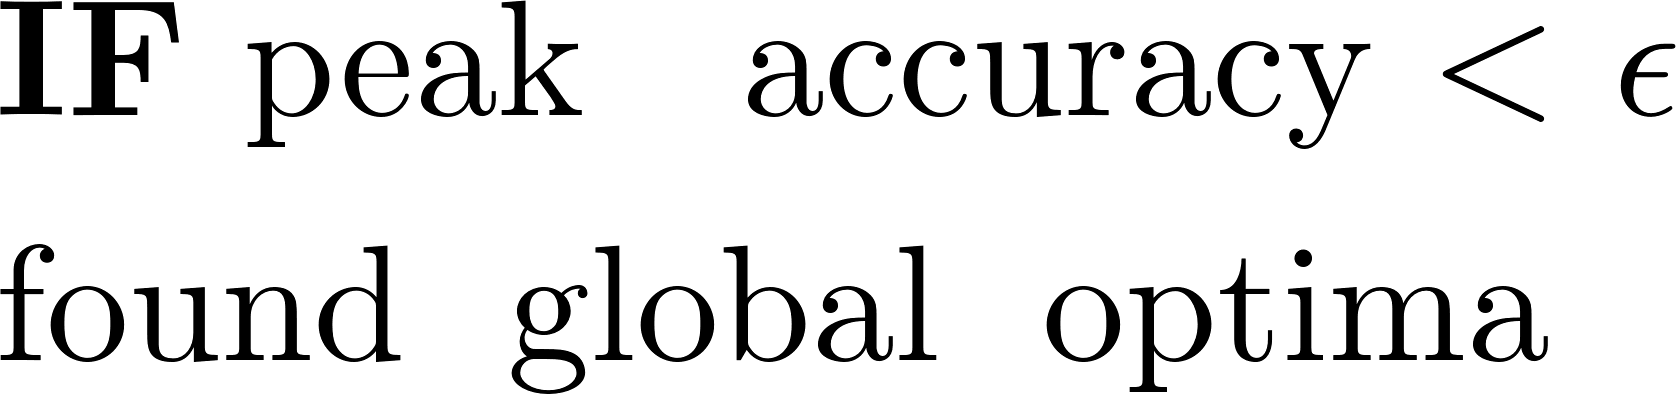 IF peak accuracy < ϵ
found global optima